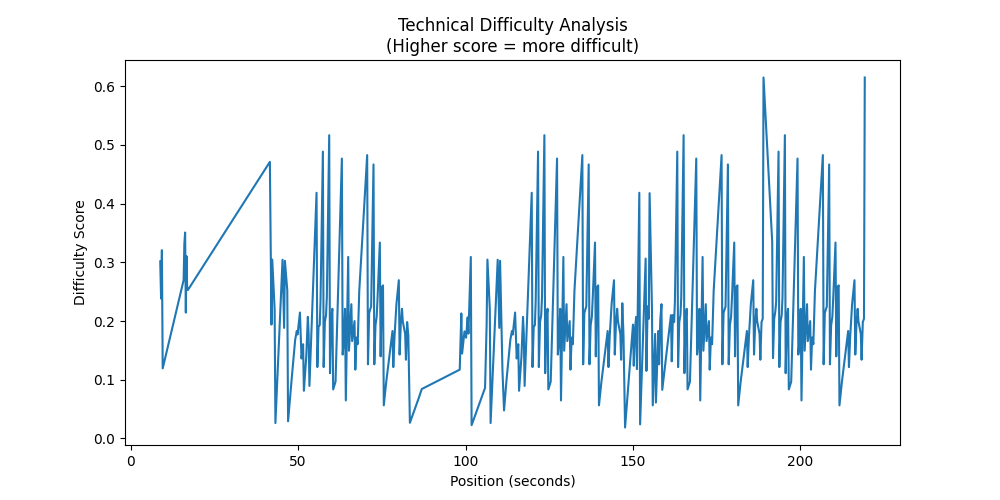 Technical Difficulty Analysis
(Higher score = more difficult)
Difficulty Score
0.6
0.5
0.4
0.3
0.2
0.1
0.0
0 50 100 150 200
Position (seconds)